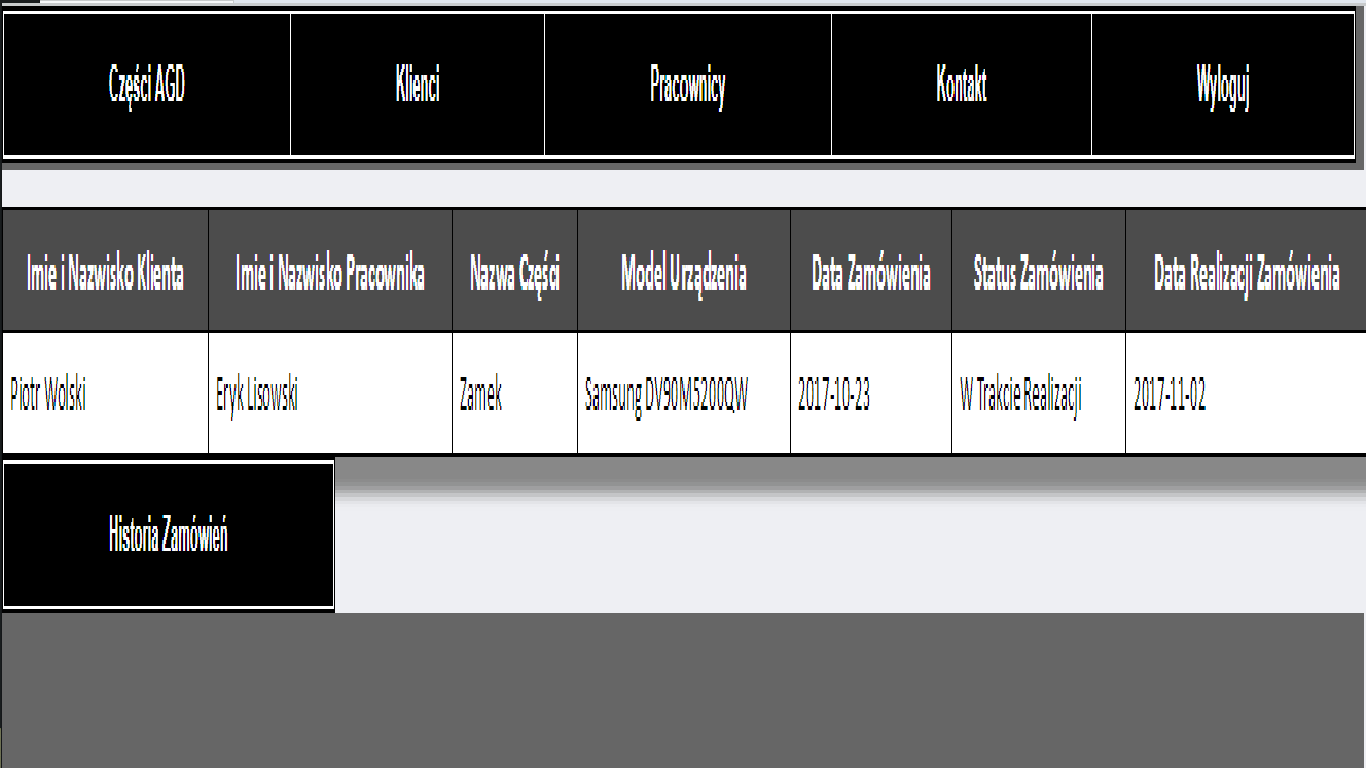 Części AGD Klienci Pracownicy Kontakt Wyloguj
Imie i Nazwisko Klienta Imie i Nazwisko Pracownika Nazwa Części Model Urządzenia Data Zamówienia Status Zamówienia Data Realizacji Zamówienia
Piotr Wolski Eryk Lisowski Zamek Samsung DV90M5200QW 2017-10-23 W Trakcie Realizacji 2017-11-02
Historia Zamówień